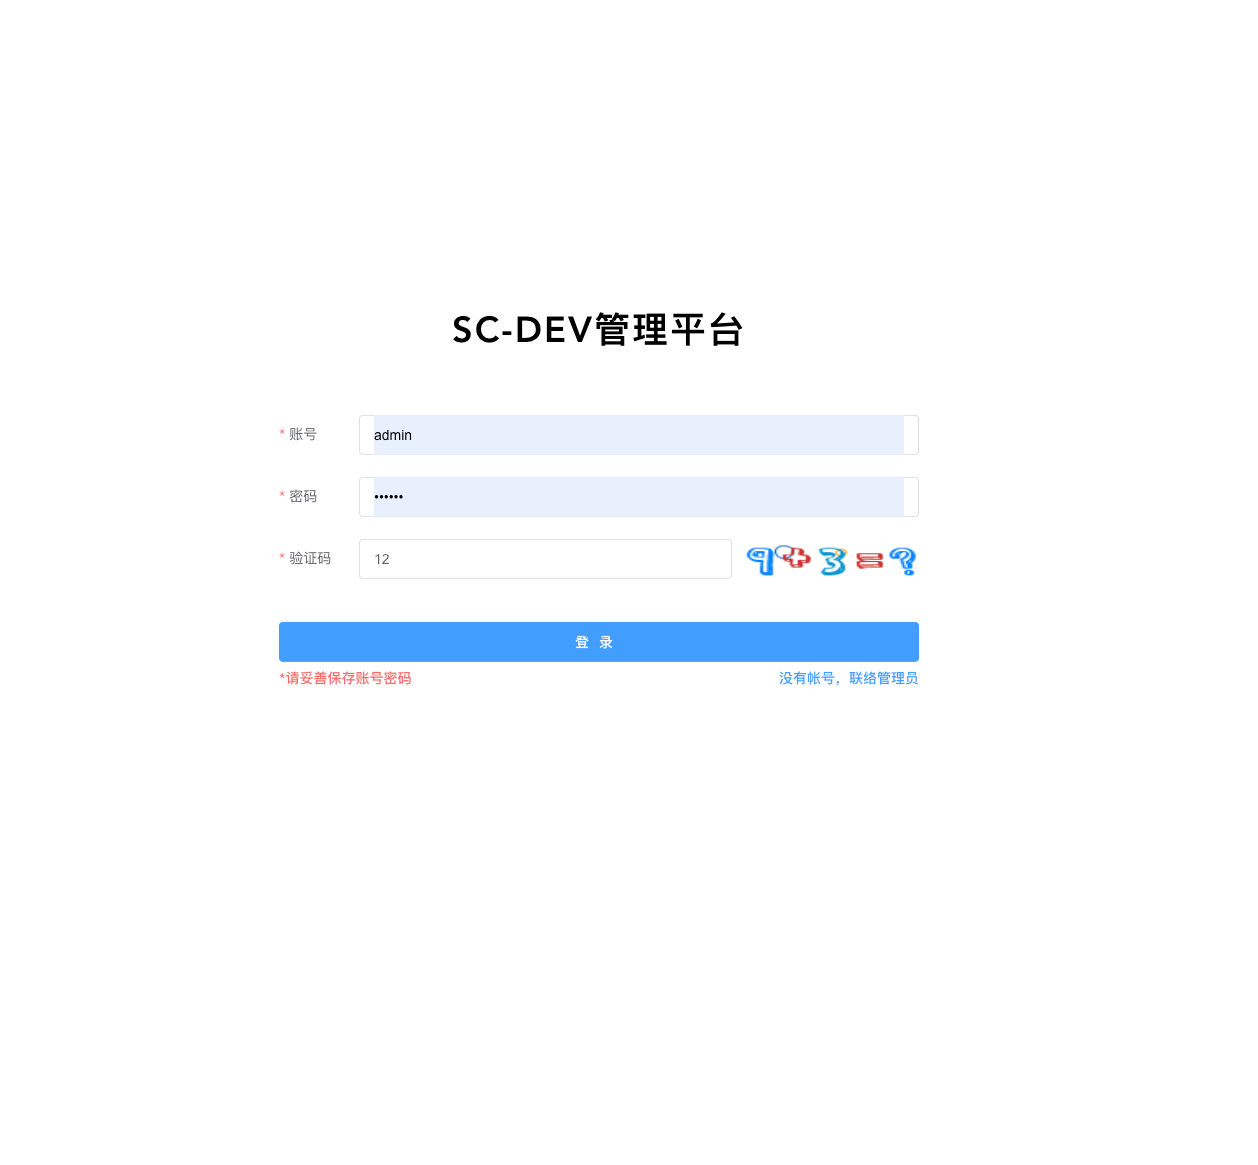 SC-DEV管理平台
* 账号 admin
* 密码 ••••••
* 验证码 12 9+3=?
登 录
*请妥善保存账号密码 没有帐号，联络管理员